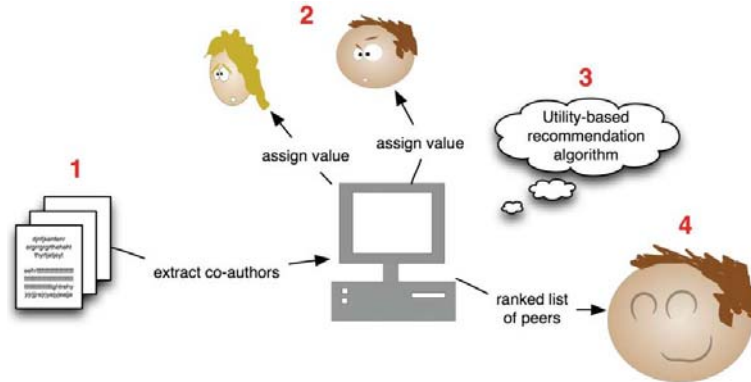 2
3
Utility-based
recommendation
algorithm
assign value
assign value
1
4
extract co-authors
ranked list
of peers